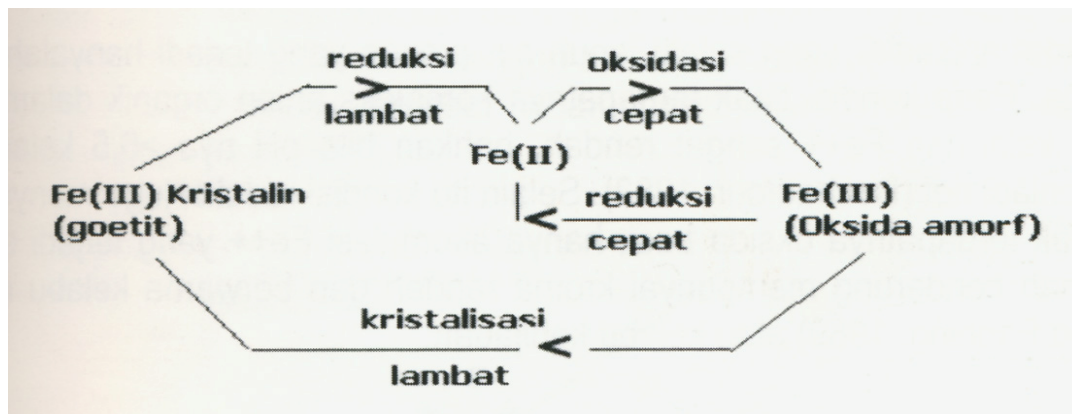 reduksi
lambat
oksidasi
cepat
Fe(II)
Fe(III) Kristalin
(goetit)
reduksi
cepat
Fe(III)
(Oksida amorf)
kristalisasi
lambat